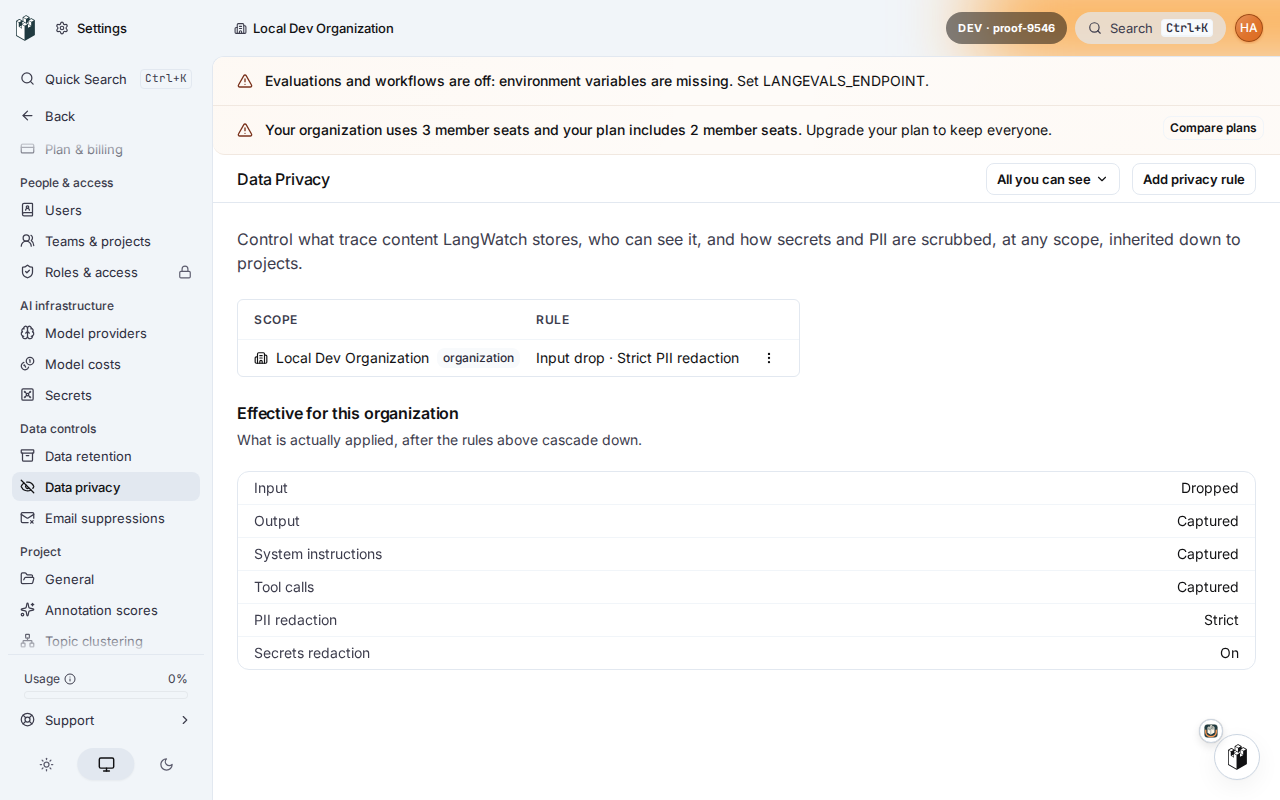 Settings
Local Dev Organization
DEV · proof-9546
Search Ctrl+K
HA
Quick Search Ctrl+K
Back
Plan & billing
People & access
Users
Teams & projects
Roles & access
AI infrastructure
Model providers
Model costs
Secrets
Data controls
Data retention
Data privacy
Email suppressions
Project
General
Annotation scores
Topic clustering
Usage 0%
Support
Evaluations and workflows are off: environment variables are missing. Set LANGEVALS_ENDPOINT.
Your organization uses 3 member seats and your plan includes 2 member seats. Upgrade your plan to keep everyone.
Compare plans
Data Privacy
All you can see
Add privacy rule
Control what trace content LangWatch stores, who can see it, and how secrets and PII are scrubbed, at any scope, inherited down to
projects.
SCOPE RULE
Local Dev Organization organization Input drop · Strict PII redaction
Effective for this organization
What is actually applied, after the rules above cascade down.
Input Dropped
Output Captured
System instructions Captured
Tool calls Captured
PII redaction Strict
Secrets redaction On